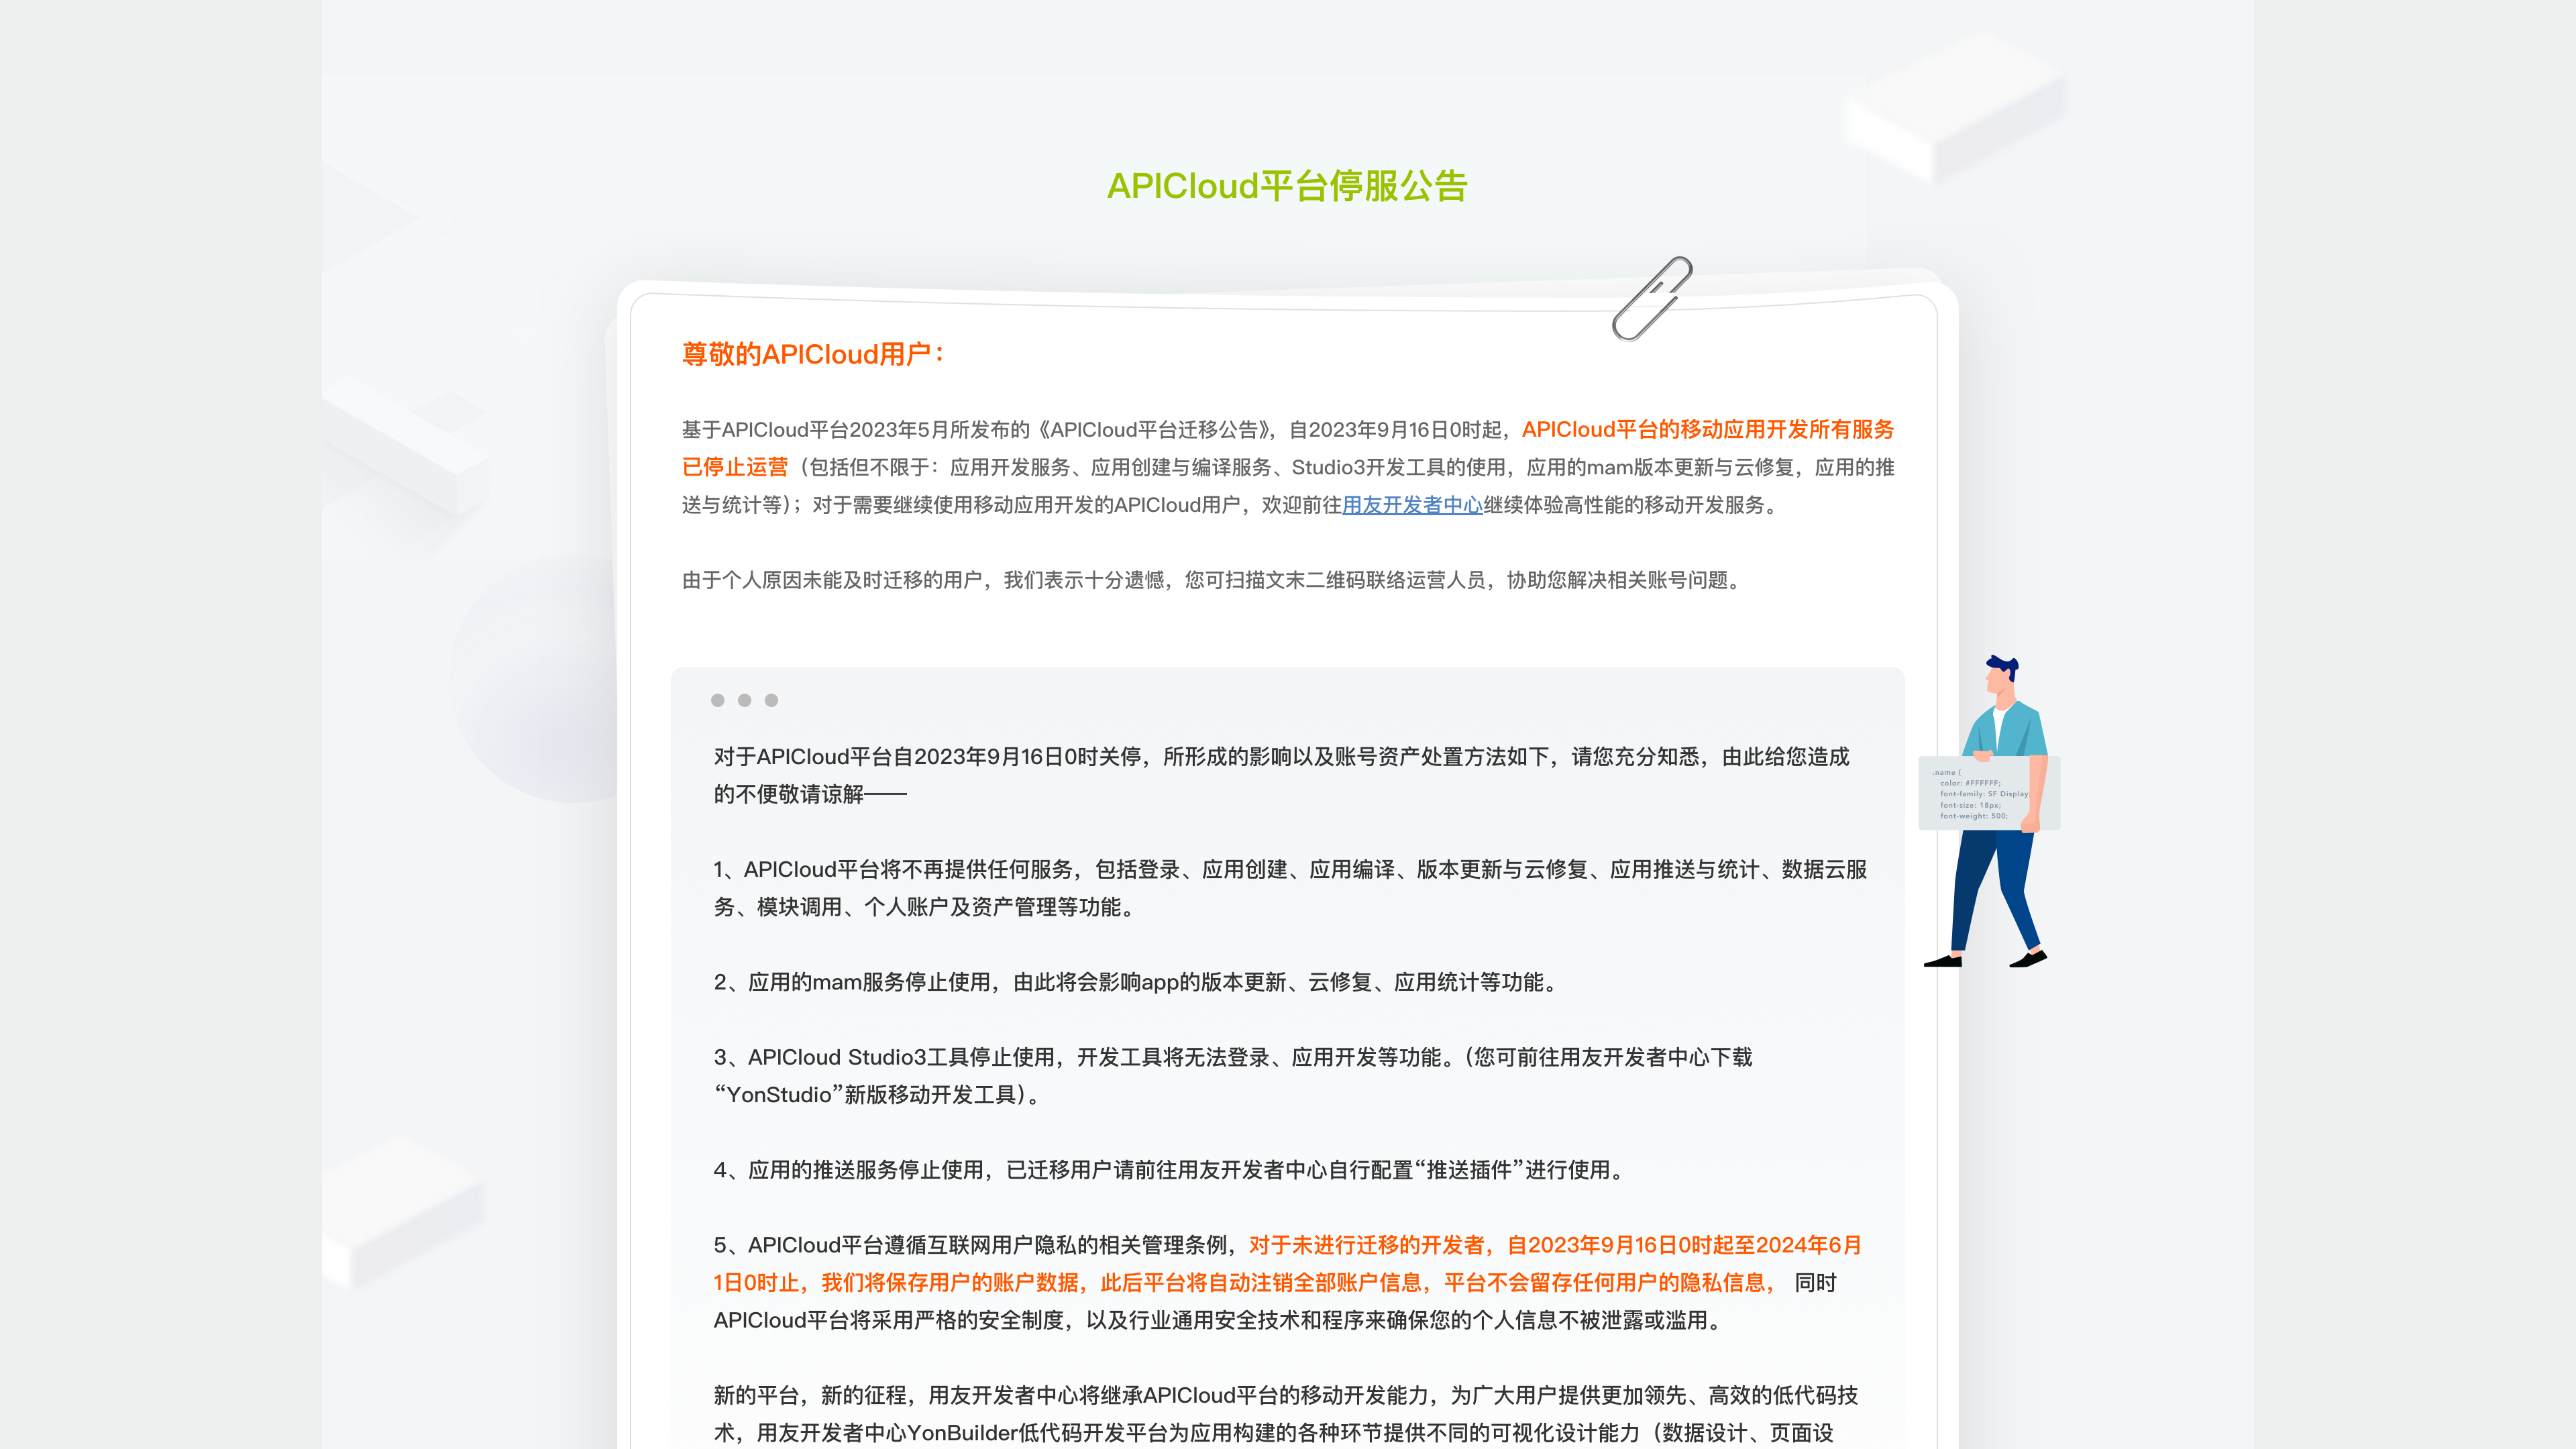 APICloud平台停服公告
尊敬的APICloud用户：
基于APICloud平台2023年5月所发布的《APICloud平台迁移公告》，自2023年9月16日0时起，APICloud平台的移动应用开发所有服务
已停止运营（包括但不限于：应用开发服务、应用创建与编译服务、Studio3开发工具的使用，应用的mam版本更新与云修复，应用的推
送与统计等）；对于需要继续使用移动应用开发的APICloud用户，欢迎前往用友开发者中心继续体验高性能的移动开发服务。
由于个人原因未能及时迁移的用户，我们表示十分遗憾，您可扫描文末二维码联络运营人员，协助您解决相关账号问题。
对于APICloud平台自2023年9月16日0时关停，所形成的影响以及账号资产处置方法如下，请您充分知悉，由此给您造成
的不便敬请谅解——
1、APICloud平台将不再提供任何服务，包括登录、应用创建、应用编译、版本更新与云修复、应用推送与统计、数据云服
务、模块调用、个人账户及资产管理等功能。
2、应用的mam服务停止使用，由此将会影响app的版本更新、云修复、应用统计等功能。
3、APICloud Studio3工具停止使用，开发工具将无法登录、应用开发等功能。（您可前往用友开发者中心下载
“YonStudio”新版移动开发工具）。
4、应用的推送服务停止使用，已迁移用户请前往用友开发者中心自行配置“推送插件”进行使用。
5、APICloud平台遵循互联网用户隐私的相关管理条例，对于未进行迁移的开发者，自2023年9月16日0时起至2024年6月
1日0时止，我们将保存用户的账户数据，此后平台将自动注销全部账户信息，平台不会留存任何用户的隐私信息， 同时
APICloud平台将采用严格的安全制度，以及行业通用安全技术和程序来确保您的个人信息不被泄露或滥用。
新的平台，新的征程，用友开发者中心将继承APICloud平台的移动开发能力，为广大用户提供更加领先、高效的低代码技
术，用友开发者中心YonBuilder低代码开发平台为应用构建的各种环节提供不同的可视化设计能力（数据设计、页面设
.name {
color: #FFFFFF;
font-family: SF Display;
font-size: 18px;
font-weight: 500;